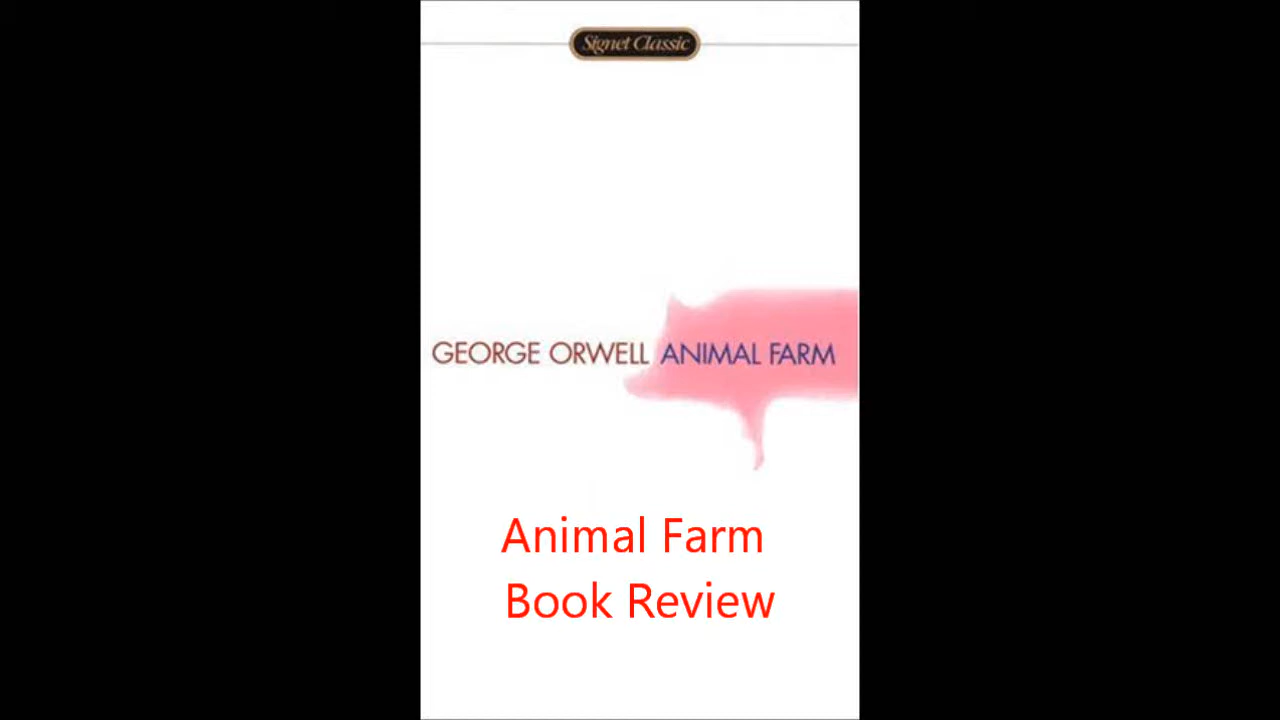 Signet Classic
GEORGE ORWELL ANIMAL FARM
Animal Farm
Book Review